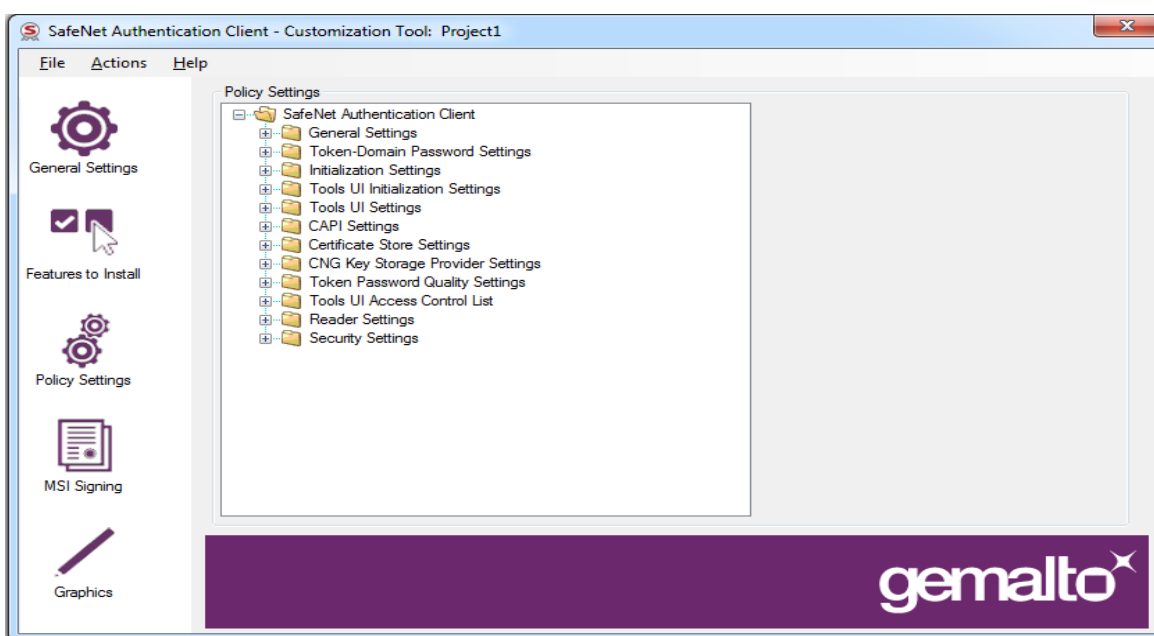 SafeNet Authentication Client - Customization Tool: Project1
File Actions Help
General Settings
Features to Install
Policy Settings
MSI Signing
Graphics
Policy Settings
SafeNet Authentication Client
General Settings
Token-Domain Password Settings
Initialization Settings
Tools UI Initialization Settings
Tools UI Settings
CAPI Settings
Certificate Store Settings
CNG Key Storage Provider Settings
Token Password Quality Settings
Tools UI Access Control List
Reader Settings
Security Settings
gemalto